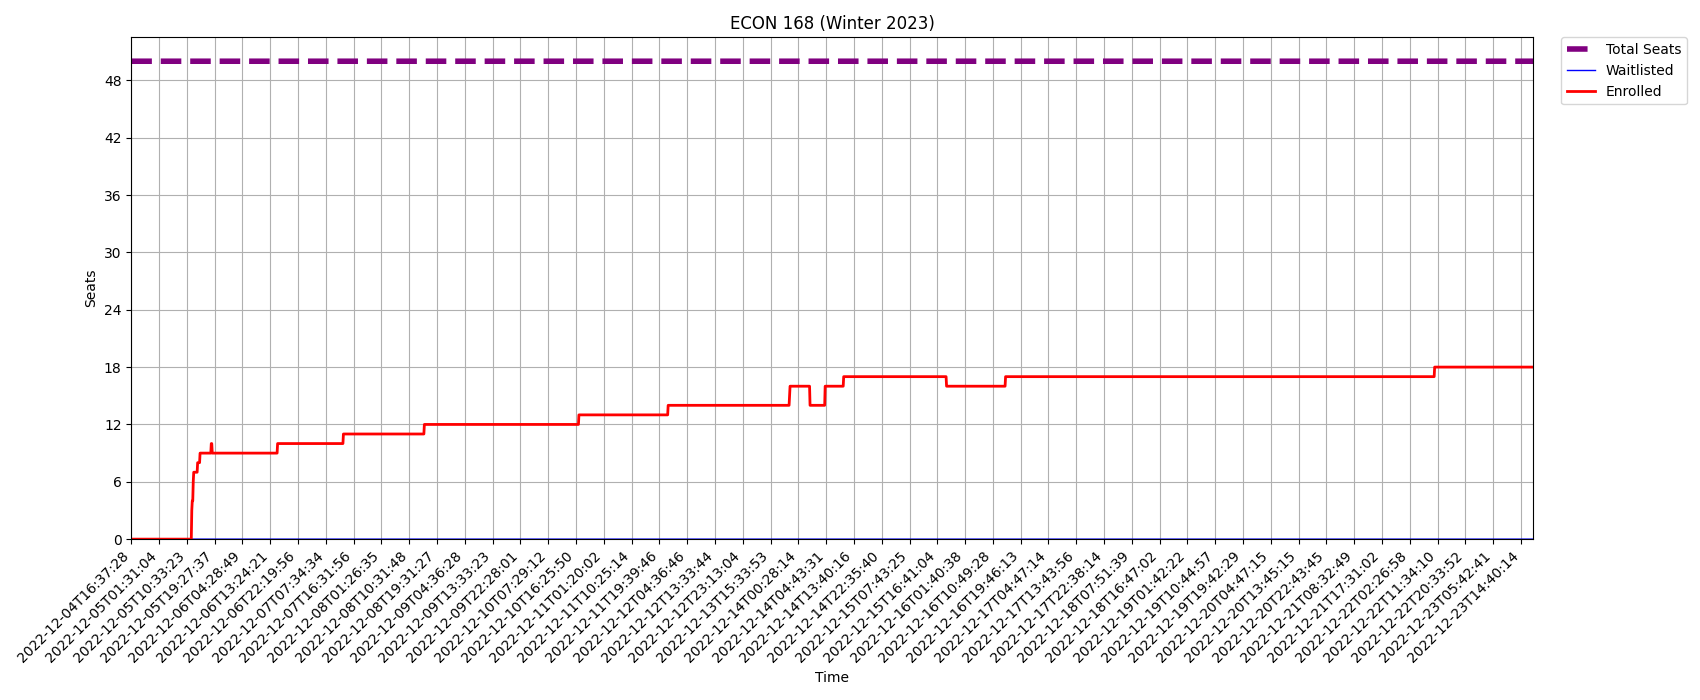 ECON 168 (Winter 2023)
Total Seats
Waitlisted
Enrolled
Seats
48
42
36
30
24
18
12
6
0
2022-12-04T16:37:28
2022-12-05T01:31:04
2022-12-05T10:33:23
2022-12-05T19:27:37
2022-12-06T04:28:49
2022-12-06T13:24:21
2022-12-06T22:19:56
2022-12-07T07:34:34
2022-12-07T16:31:56
2022-12-08T01:26:35
2022-12-08T10:31:48
2022-12-08T19:31:27
2022-12-09T04:36:28
2022-12-09T13:33:23
2022-12-09T22:28:01
2022-12-10T07:29:12
2022-12-10T16:25:50
2022-12-11T01:20:02
2022-12-11T10:25:14
2022-12-11T19:39:46
2022-12-12T04:36:46
2022-12-12T13:33:44
2022-12-12T23:13:04
2022-12-13T15:33:53
2022-12-14T00:28:14
2022-12-14T04:43:31
2022-12-14T13:40:16
2022-12-14T22:35:40
2022-12-15T07:43:25
2022-12-15T16:41:04
2022-12-16T01:40:38
2022-12-16T10:49:28
2022-12-16T19:46:13
2022-12-17T04:47:14
2022-12-17T13:43:56
2022-12-17T22:38:14
2022-12-18T07:51:39
2022-12-18T16:47:02
2022-12-19T01:42:22
2022-12-19T10:44:57
2022-12-19T19:42:29
2022-12-20T04:47:15
2022-12-20T13:45:15
2022-12-20T22:43:45
2022-12-21T08:32:49
2022-12-21T17:31:02
2022-12-22T02:26:58
2022-12-22T11:34:10
2022-12-22T20:33:52
2022-12-23T05:42:41
2022-12-23T14:40:14
Time